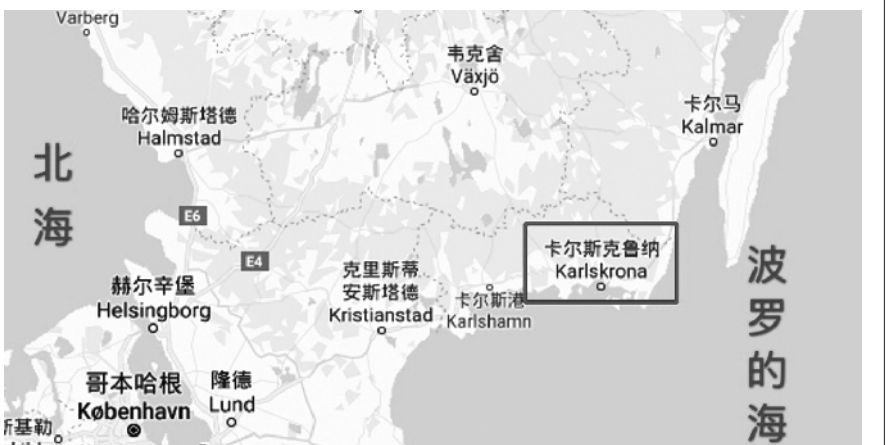 Varberg
韦克舍
Växjö
哈尔姆斯塔德
Halmstad
卡尔马
Kalmar
北海
E6
E4
卡尔斯克鲁纳
Karlskrona
波罗的海
赫尔辛堡
Helsingborg
克里斯蒂
安斯塔德
Kristianstad
卡尔斯港
Karlshamn
哥本哈根
København
隆德
Lund
斯基勒